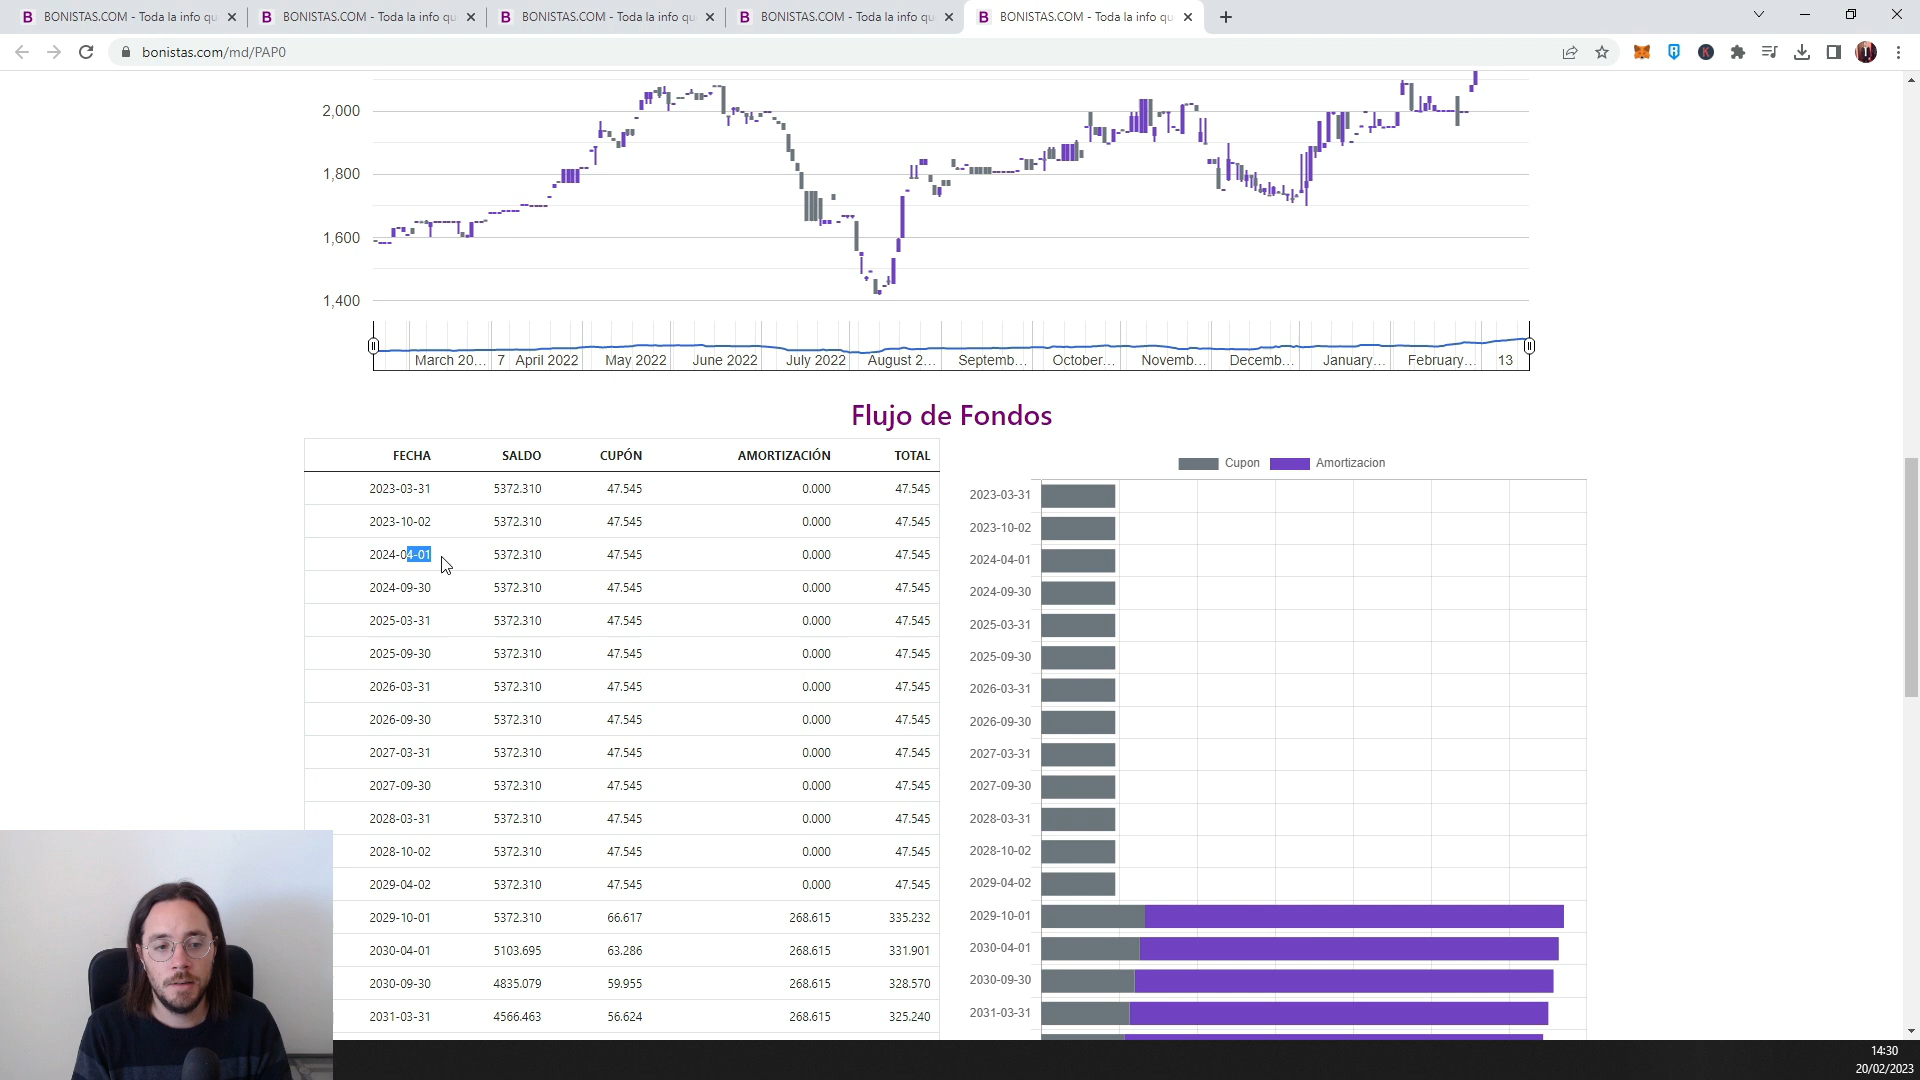 BONISTAS.COM - Toda la info qu
BONISTAS.COM - Toda la info qu
BONISTAS.COM - Toda la info qu
BONISTAS.COM - Toda la info qu
BONISTAS.COM - Toda la info qu
bonistas.com/md/PAP0
2,000
1,800
1,600
1,400
March 20... 7 April 2022 May 2022 June 2022 July 2022 August 2... Septemb... October... Novemb... Decemb... January... February... 13
Flujo de Fondos
FECHA SALDO CUPÓN AMORTIZACIÓN TOTAL
2023-03-31 5372.310 47.545 0.000 47.545
2023-10-02 5372.310 47.545 0.000 47.545
2024-04-01 5372.310 47.545 0.000 47.545
2024-09-30 5372.310 47.545 0.000 47.545
2025-03-31 5372.310 47.545 0.000 47.545
2025-09-30 5372.310 47.545 0.000 47.545
2026-03-31 5372.310 47.545 0.000 47.545
2026-09-30 5372.310 47.545 0.000 47.545
2027-03-31 5372.310 47.545 0.000 47.545
2027-09-30 5372.310 47.545 0.000 47.545
2028-03-31 5372.310 47.545 0.000 47.545
2028-10-02 5372.310 47.545 0.000 47.545
2029-04-02 5372.310 47.545 0.000 47.545
2029-10-01 5372.310 66.617 268.615 335.232
2030-04-01 5103.695 63.286 268.615 331.901
2030-09-30 4835.079 59.955 268.615 328.570
2031-03-31 4566.463 56.624 268.615 325.240
Cupon Amortizacion
2023-03-31
2023-10-02
2024-04-01
2024-09-30
2025-03-31
2025-09-30
2026-03-31
2026-09-30
2027-03-31
2027-09-30
2028-03-31
2028-10-02
2029-04-02
2029-10-01
2030-04-01
2030-09-30
2031-03-31
14:30
20/02/2023